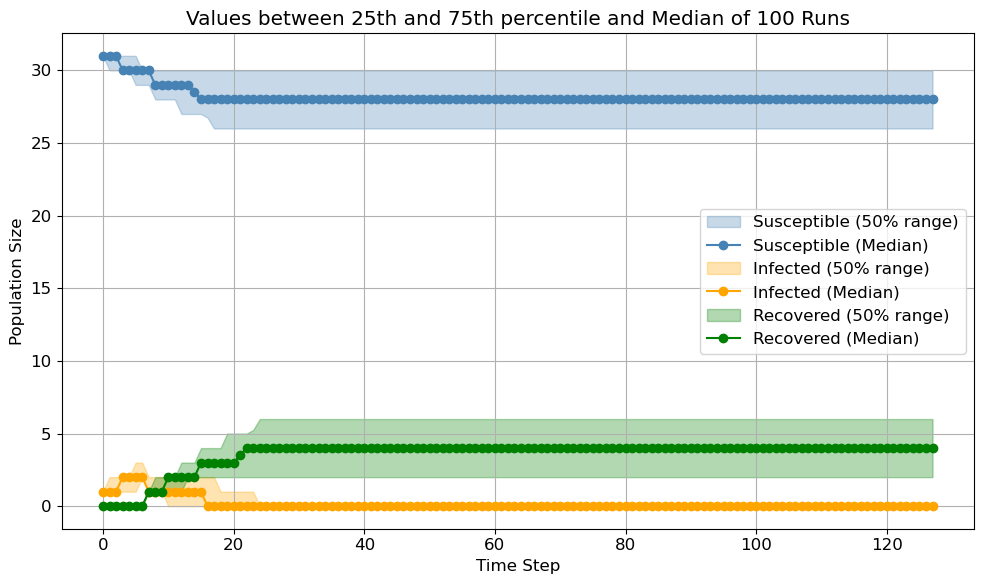 Values between 25th and 75th percentile and Median of 100 Runs
Population Size
30
25
20
15
10
5
0
Susceptible (50% range)
Susceptible (Median)
Infected (50% range)
Infected (Median)
Recovered (50% range)
Recovered (Median)
0 20 40 60 80 100 120
Time Step